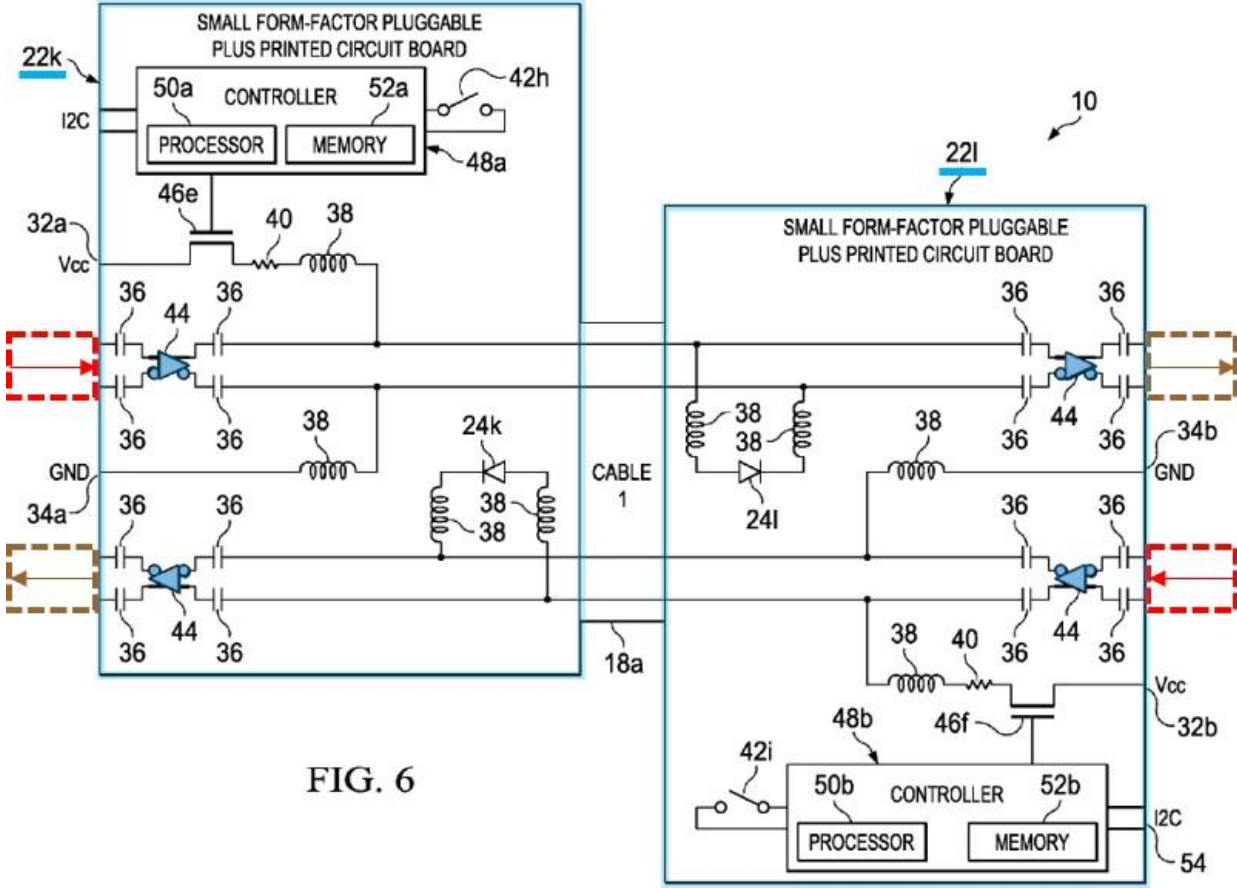 SMALL FORM-FACTOR PLUGGABLE
PLUS PRINTED CIRCUIT BOARD
22k
50a
CONTROLLER
52a
42h
I2C
PROCESSOR
MEMORY
48a
10
46e
22l
32a
40
38
SMALL FORM-FACTOR PLUGGABLE
PLUS PRINTED CIRCUIT BOARD
Vcc
36
44
36
36
36
36
36
38
24k
38
38
36
44
36
38
34b
GND
CABLE
1
GND
34a
38
38
24l
36
36
36
36
44
36
36
18a
38
40
36
44
36
Vcc
46f
32b
48b
FIG. 6
42i
50b
CONTROLLER
52b
I2C
PROCESSOR
MEMORY
54